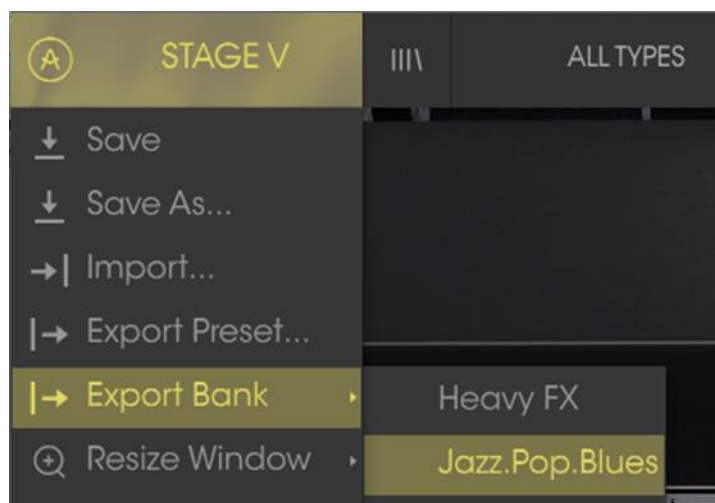 STAGE V
ALL TYPES
Save
Save As...
Import...
Export Preset...
Export Bank
Heavy FX
Resize Window
Jazz.Pop.Blues